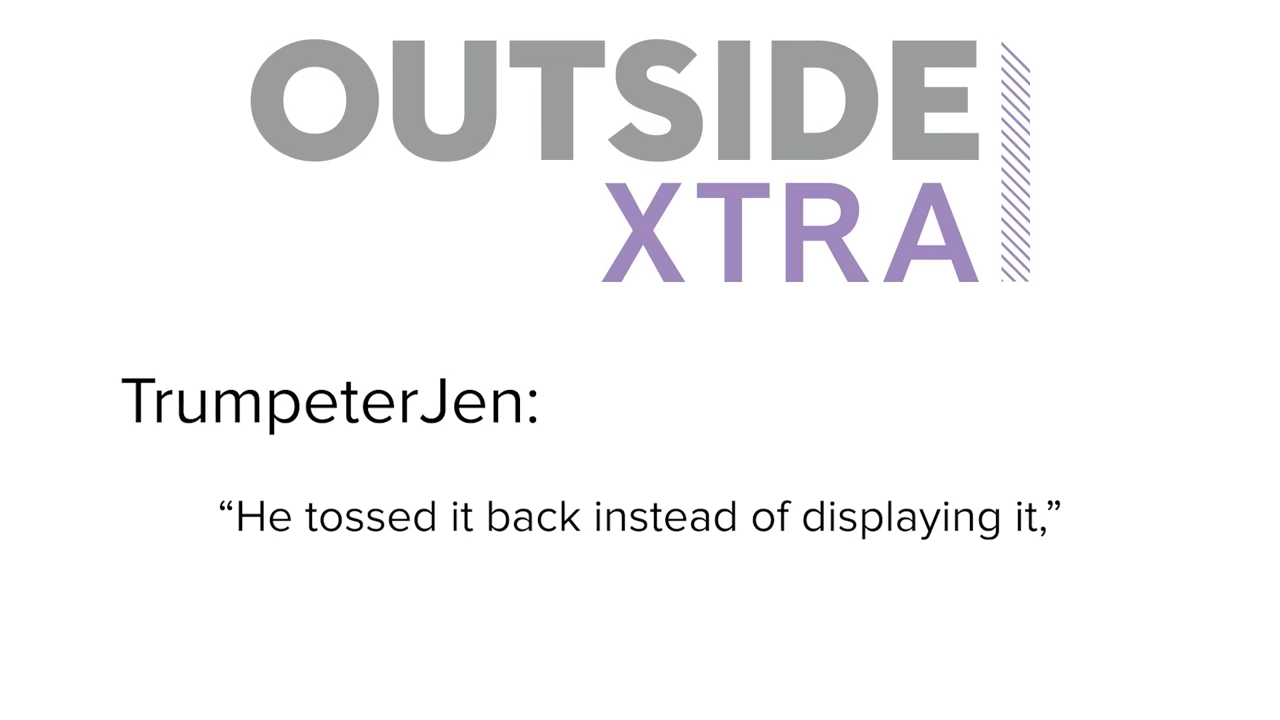 OUTSIDE
XTRA
TrumpeterJen:
“He tossed it back instead of displaying it,”